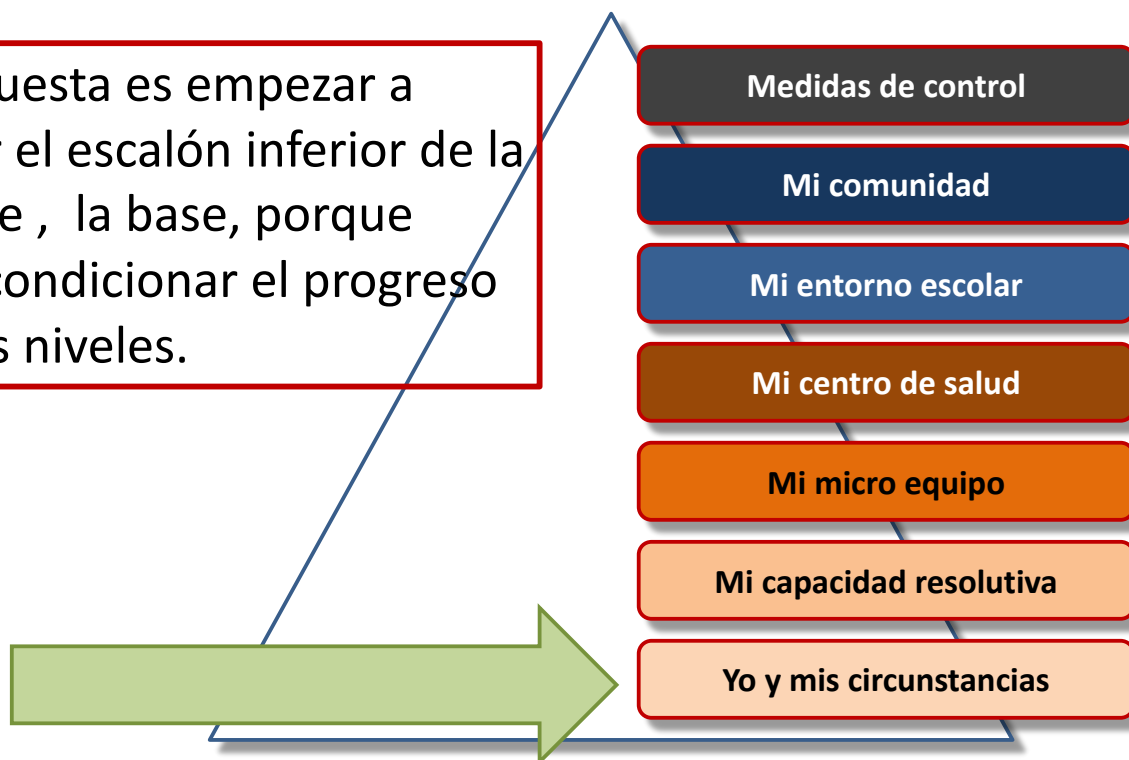 uesta es empezar a
el escalón inferior de la
e , la base, porque
condicionar el progreso
s niveles.
Medidas de control
Mi comunidad
Mi entorno escolar
Mi centro de salud
Mi micro equipo
Mi capacidad resolutiva
Yo y mis circunstancias